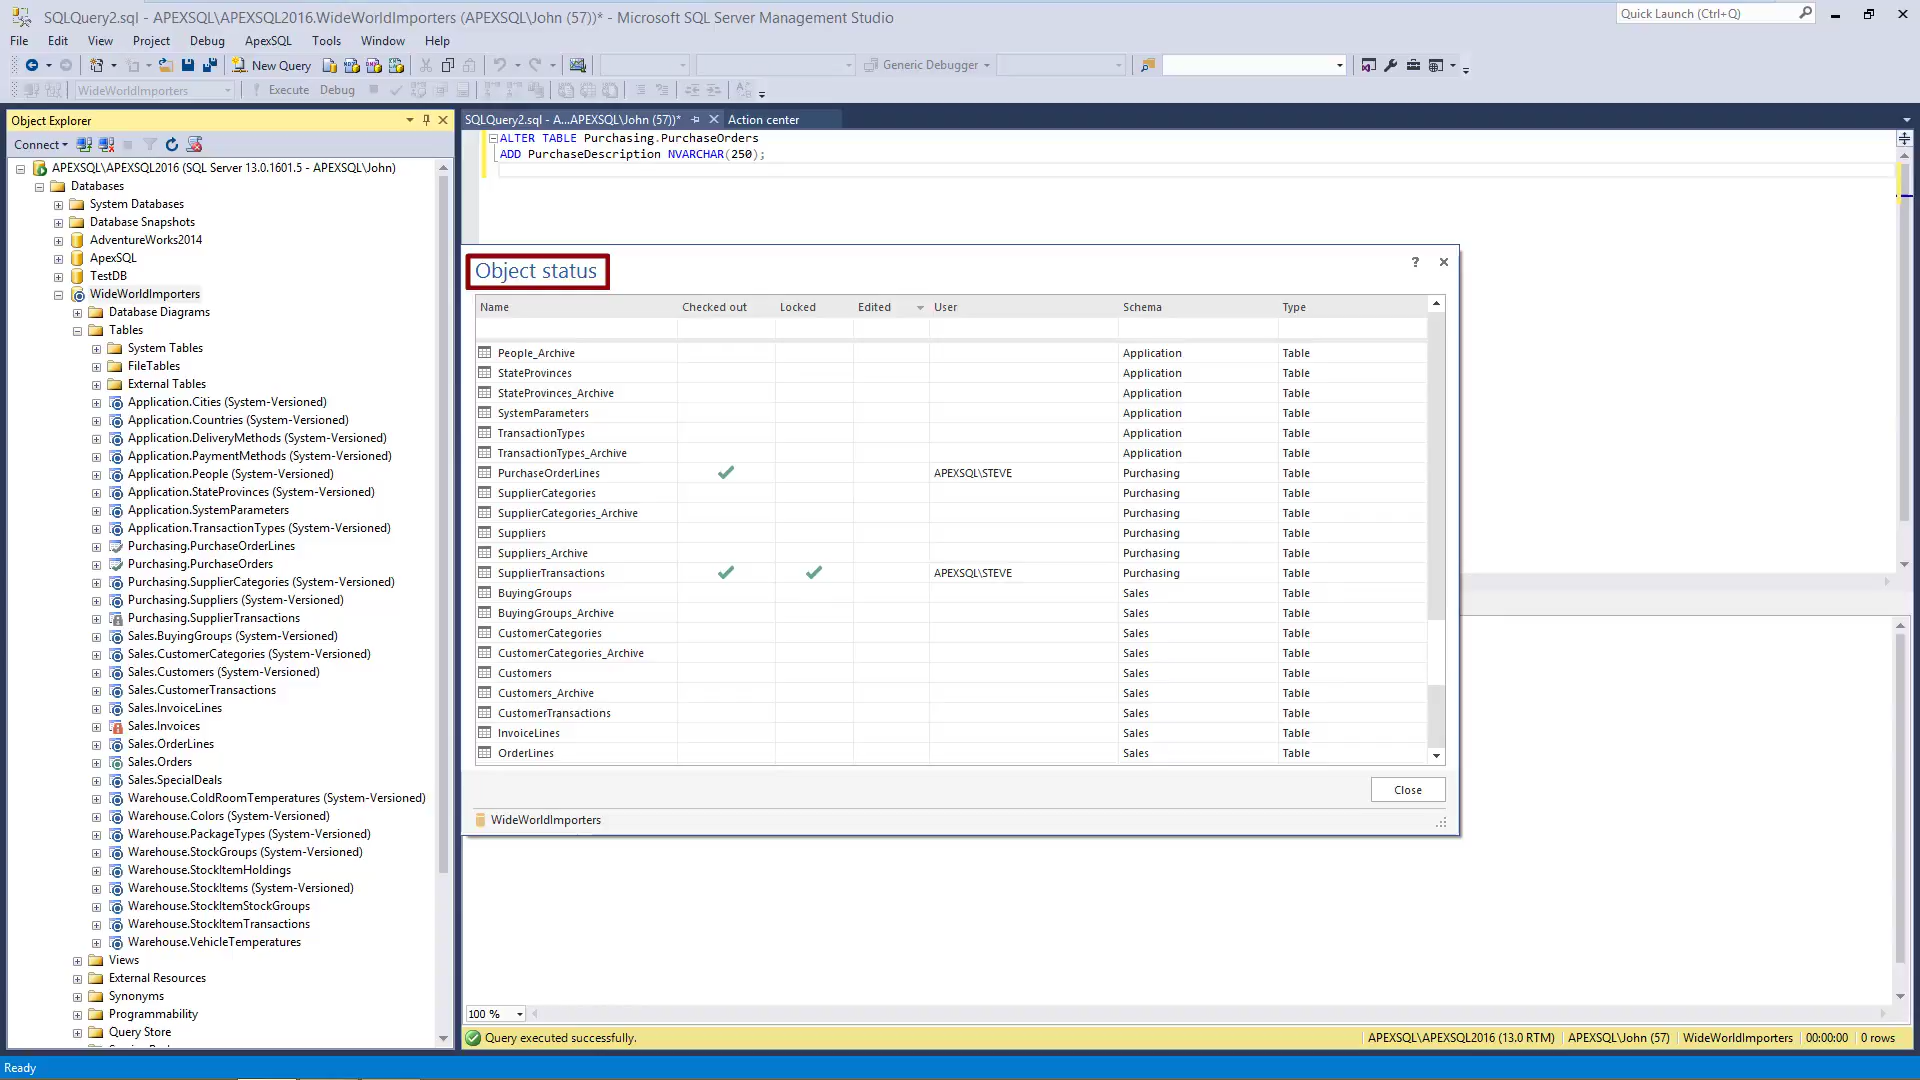 SQLQuery2.sql - APEXSQL\APEXSQL2016.WideWorldImporters (APEXSQL\John (57))* - Microsoft SQL Server Management Studio
Quick Launch (Ctrl+Q)
File Edit View Project Debug ApexSQL Tools Window Help
New Query
Generic Debugger
WideWorldImporters
Execute Debug
Object Explorer
Connect
APEXSQL\APEXSQL2016 (SQL Server 13.0.1601.5 - APEXSQL\John)
Databases
System Databases
Database Snapshots
AdventureWorks2014
ApexSQL
TestDB
WideWorldImporters
Database Diagrams
Tables
System Tables
FileTables
External Tables
Application.Cities (System-Versioned)
Application.Countries (System-Versioned)
Application.DeliveryMethods (System-Versioned)
Application.PaymentMethods (System-Versioned)
Application.People (System-Versioned)
Application.StateProvinces (System-Versioned)
Application.SystemParameters
Application.TransactionTypes (System-Versioned)
Purchasing.PurchaseOrderLines
Purchasing.PurchaseOrders
Purchasing.SupplierCategories (System-Versioned)
Purchasing.Suppliers (System-Versioned)
Purchasing.SupplierTransactions
Sales.BuyingGroups (System-Versioned)
Sales.CustomerCategories (System-Versioned)
Sales.Customers (System-Versioned)
Sales.CustomerTransactions
Sales.InvoiceLines
Sales.Invoices
Sales.OrderLines
Sales.Orders
Sales.SpecialDeals
Warehouse.ColdRoomTemperatures (System-Versioned)
Warehouse.Colors (System-Versioned)
Warehouse.PackageTypes (System-Versioned)
Warehouse.StockGroups (System-Versioned)
Warehouse.StockItemHoldings
Warehouse.StockItems (System-Versioned)
Warehouse.StockItemStockGroups
Warehouse.StockItemTransactions
Warehouse.VehicleTemperatures
Views
External Resources
Synonyms
Programmability
Query Store
SQLQuery2.sql - A...APEXSQL\John (57))*
Action center
ALTER TABLE Purchasing.PurchaseOrders
ADD PurchaseDescription NVARCHAR(250);
Object status
?
Name Checked out Locked Edited User Schema Type
People_Archive Application Table
StateProvinces Application Table
StateProvinces_Archive Application Table
SystemParameters Application Table
TransactionTypes Application Table
TransactionTypes_Archive Application Table
PurchaseOrderLines APEXSQL\STEVE Purchasing Table
SupplierCategories Purchasing Table
SupplierCategories_Archive Purchasing Table
Suppliers Purchasing Table
Suppliers_Archive Purchasing Table
SupplierTransactions APEXSQL\STEVE Purchasing Table
BuyingGroups Sales Table
BuyingGroups_Archive Sales Table
CustomerCategories Sales Table
CustomerCategories_Archive Sales Table
Customers Sales Table
Customers_Archive Sales Table
CustomerTransactions Sales Table
InvoiceLines Sales Table
OrderLines Sales Table
Close
WideWorldImporters
100 %
Query executed successfully.
APEXSQL\APEXSQL2016 (13.0 RTM) APEXSQL\John (57) WideWorldImporters 00:00:00 0 rows
Ready